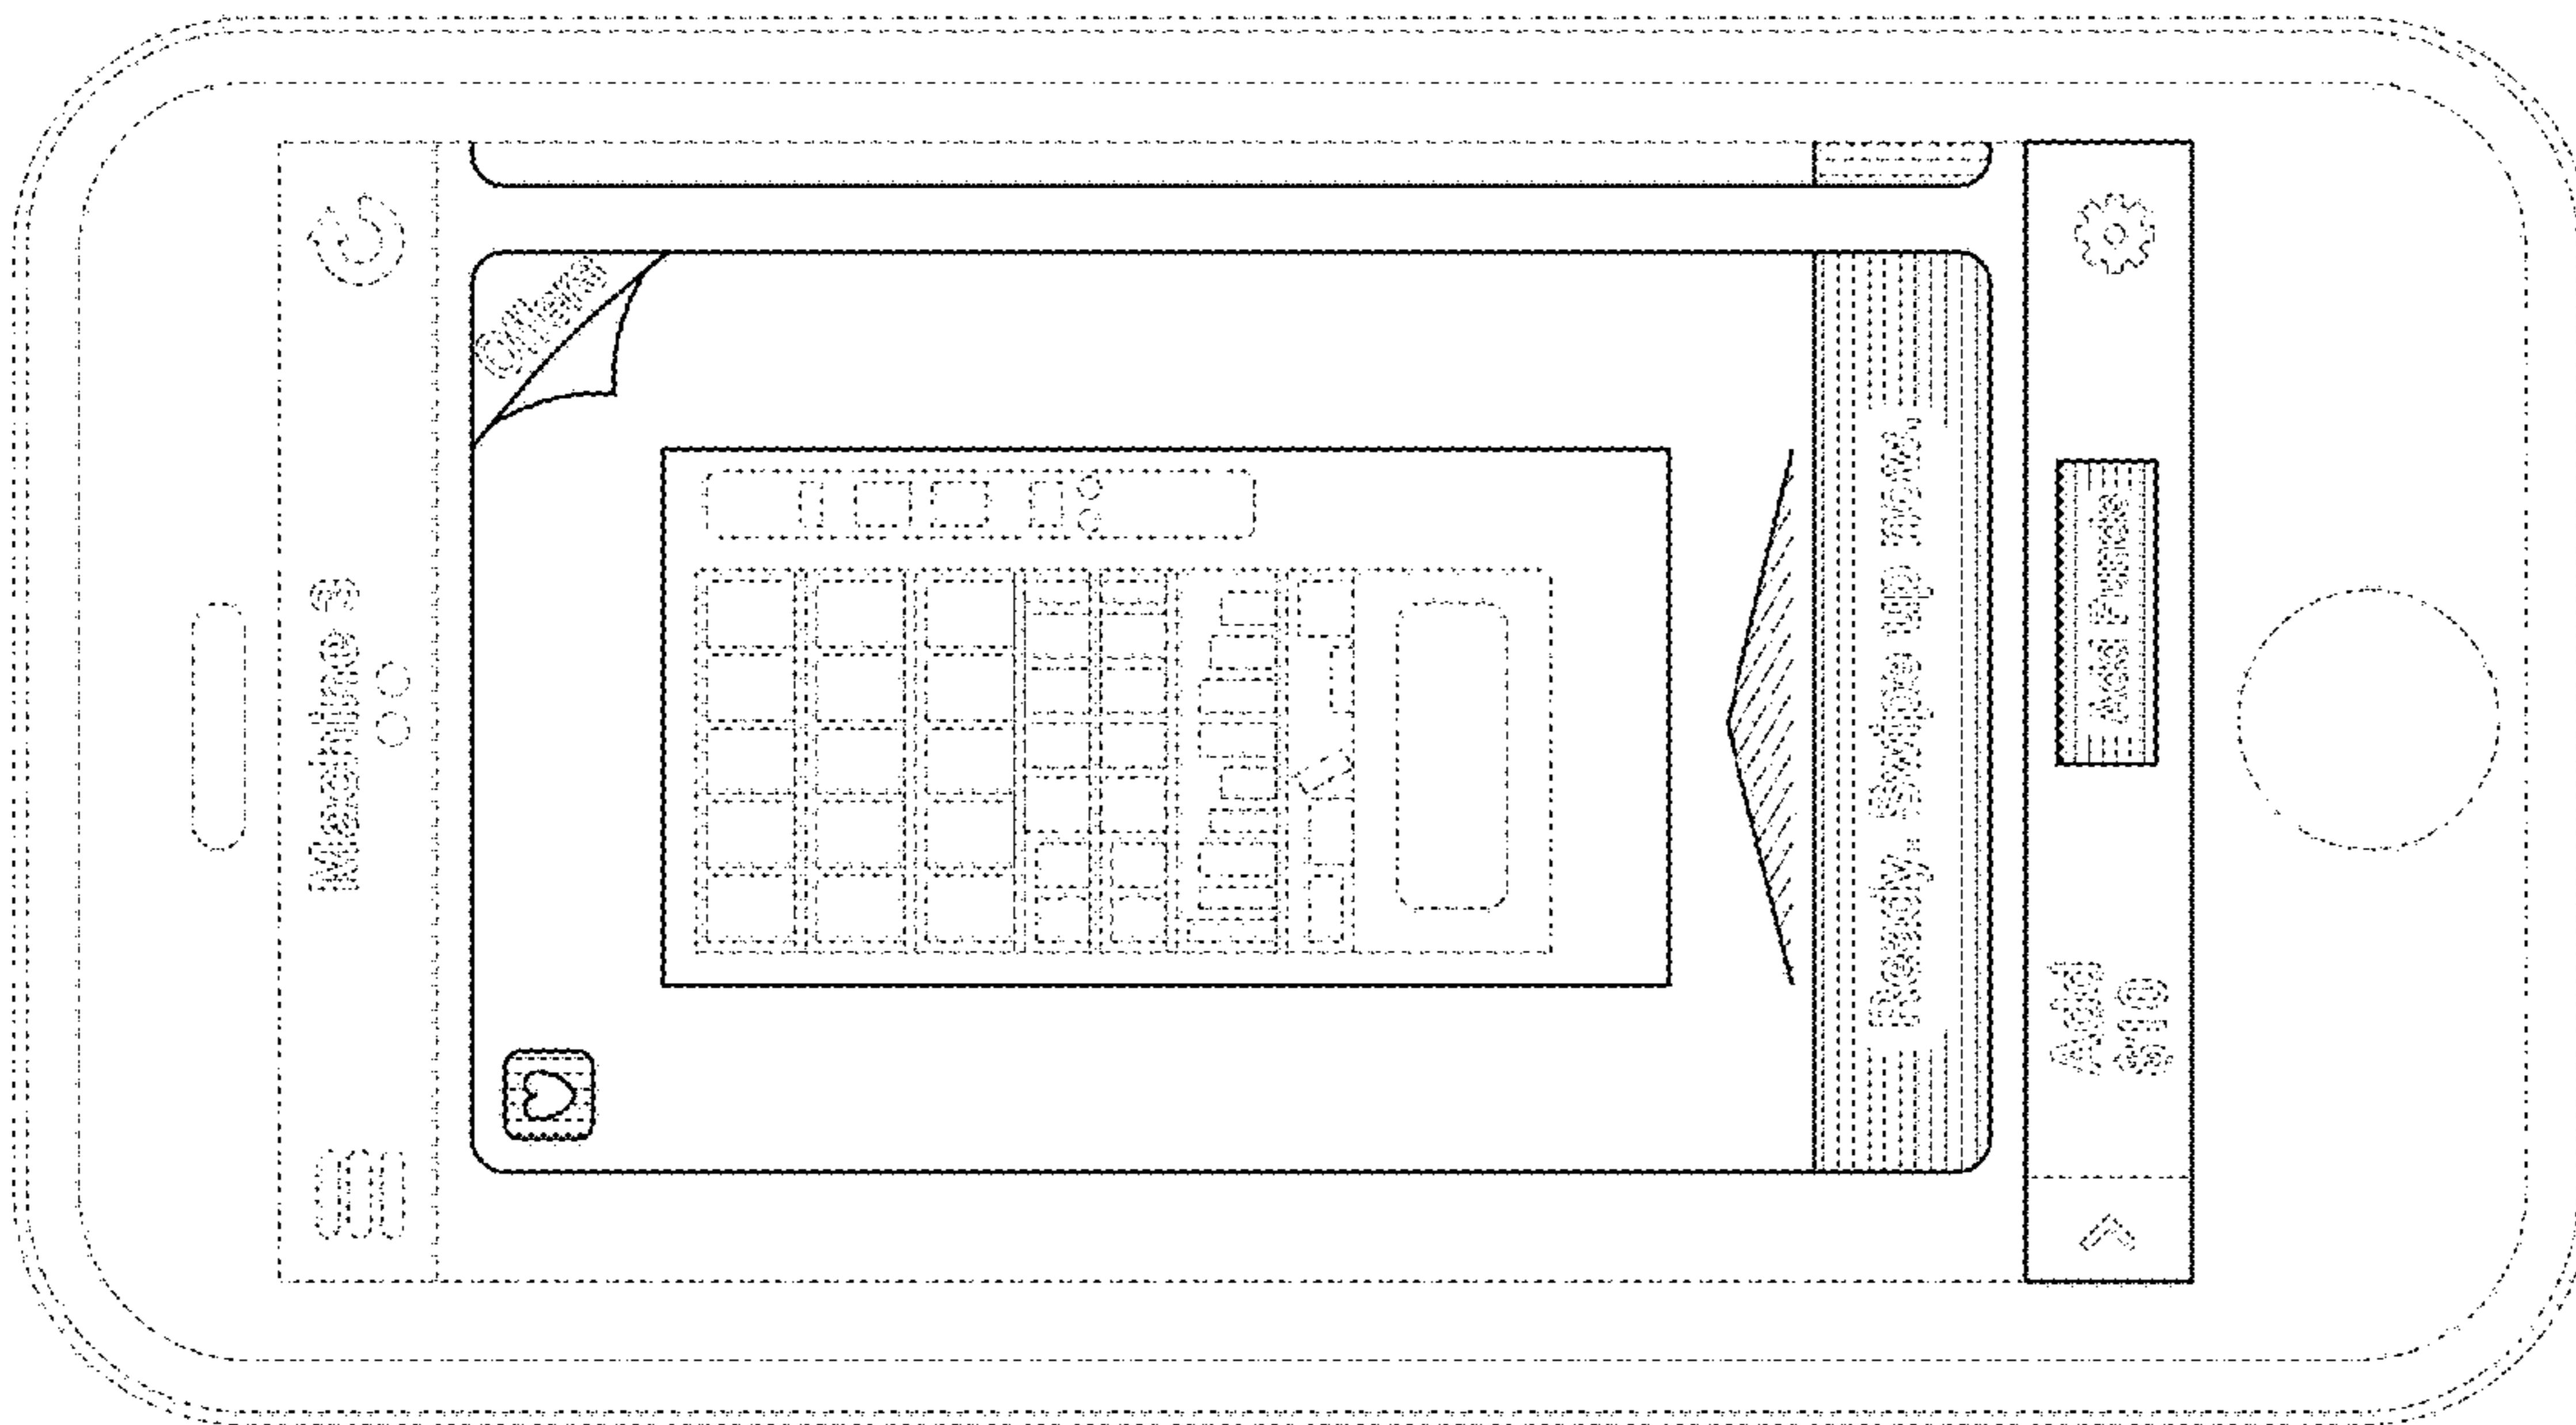 Machine 3
Offers
Ready. Swipe up now.
Add
$10
Add Funds